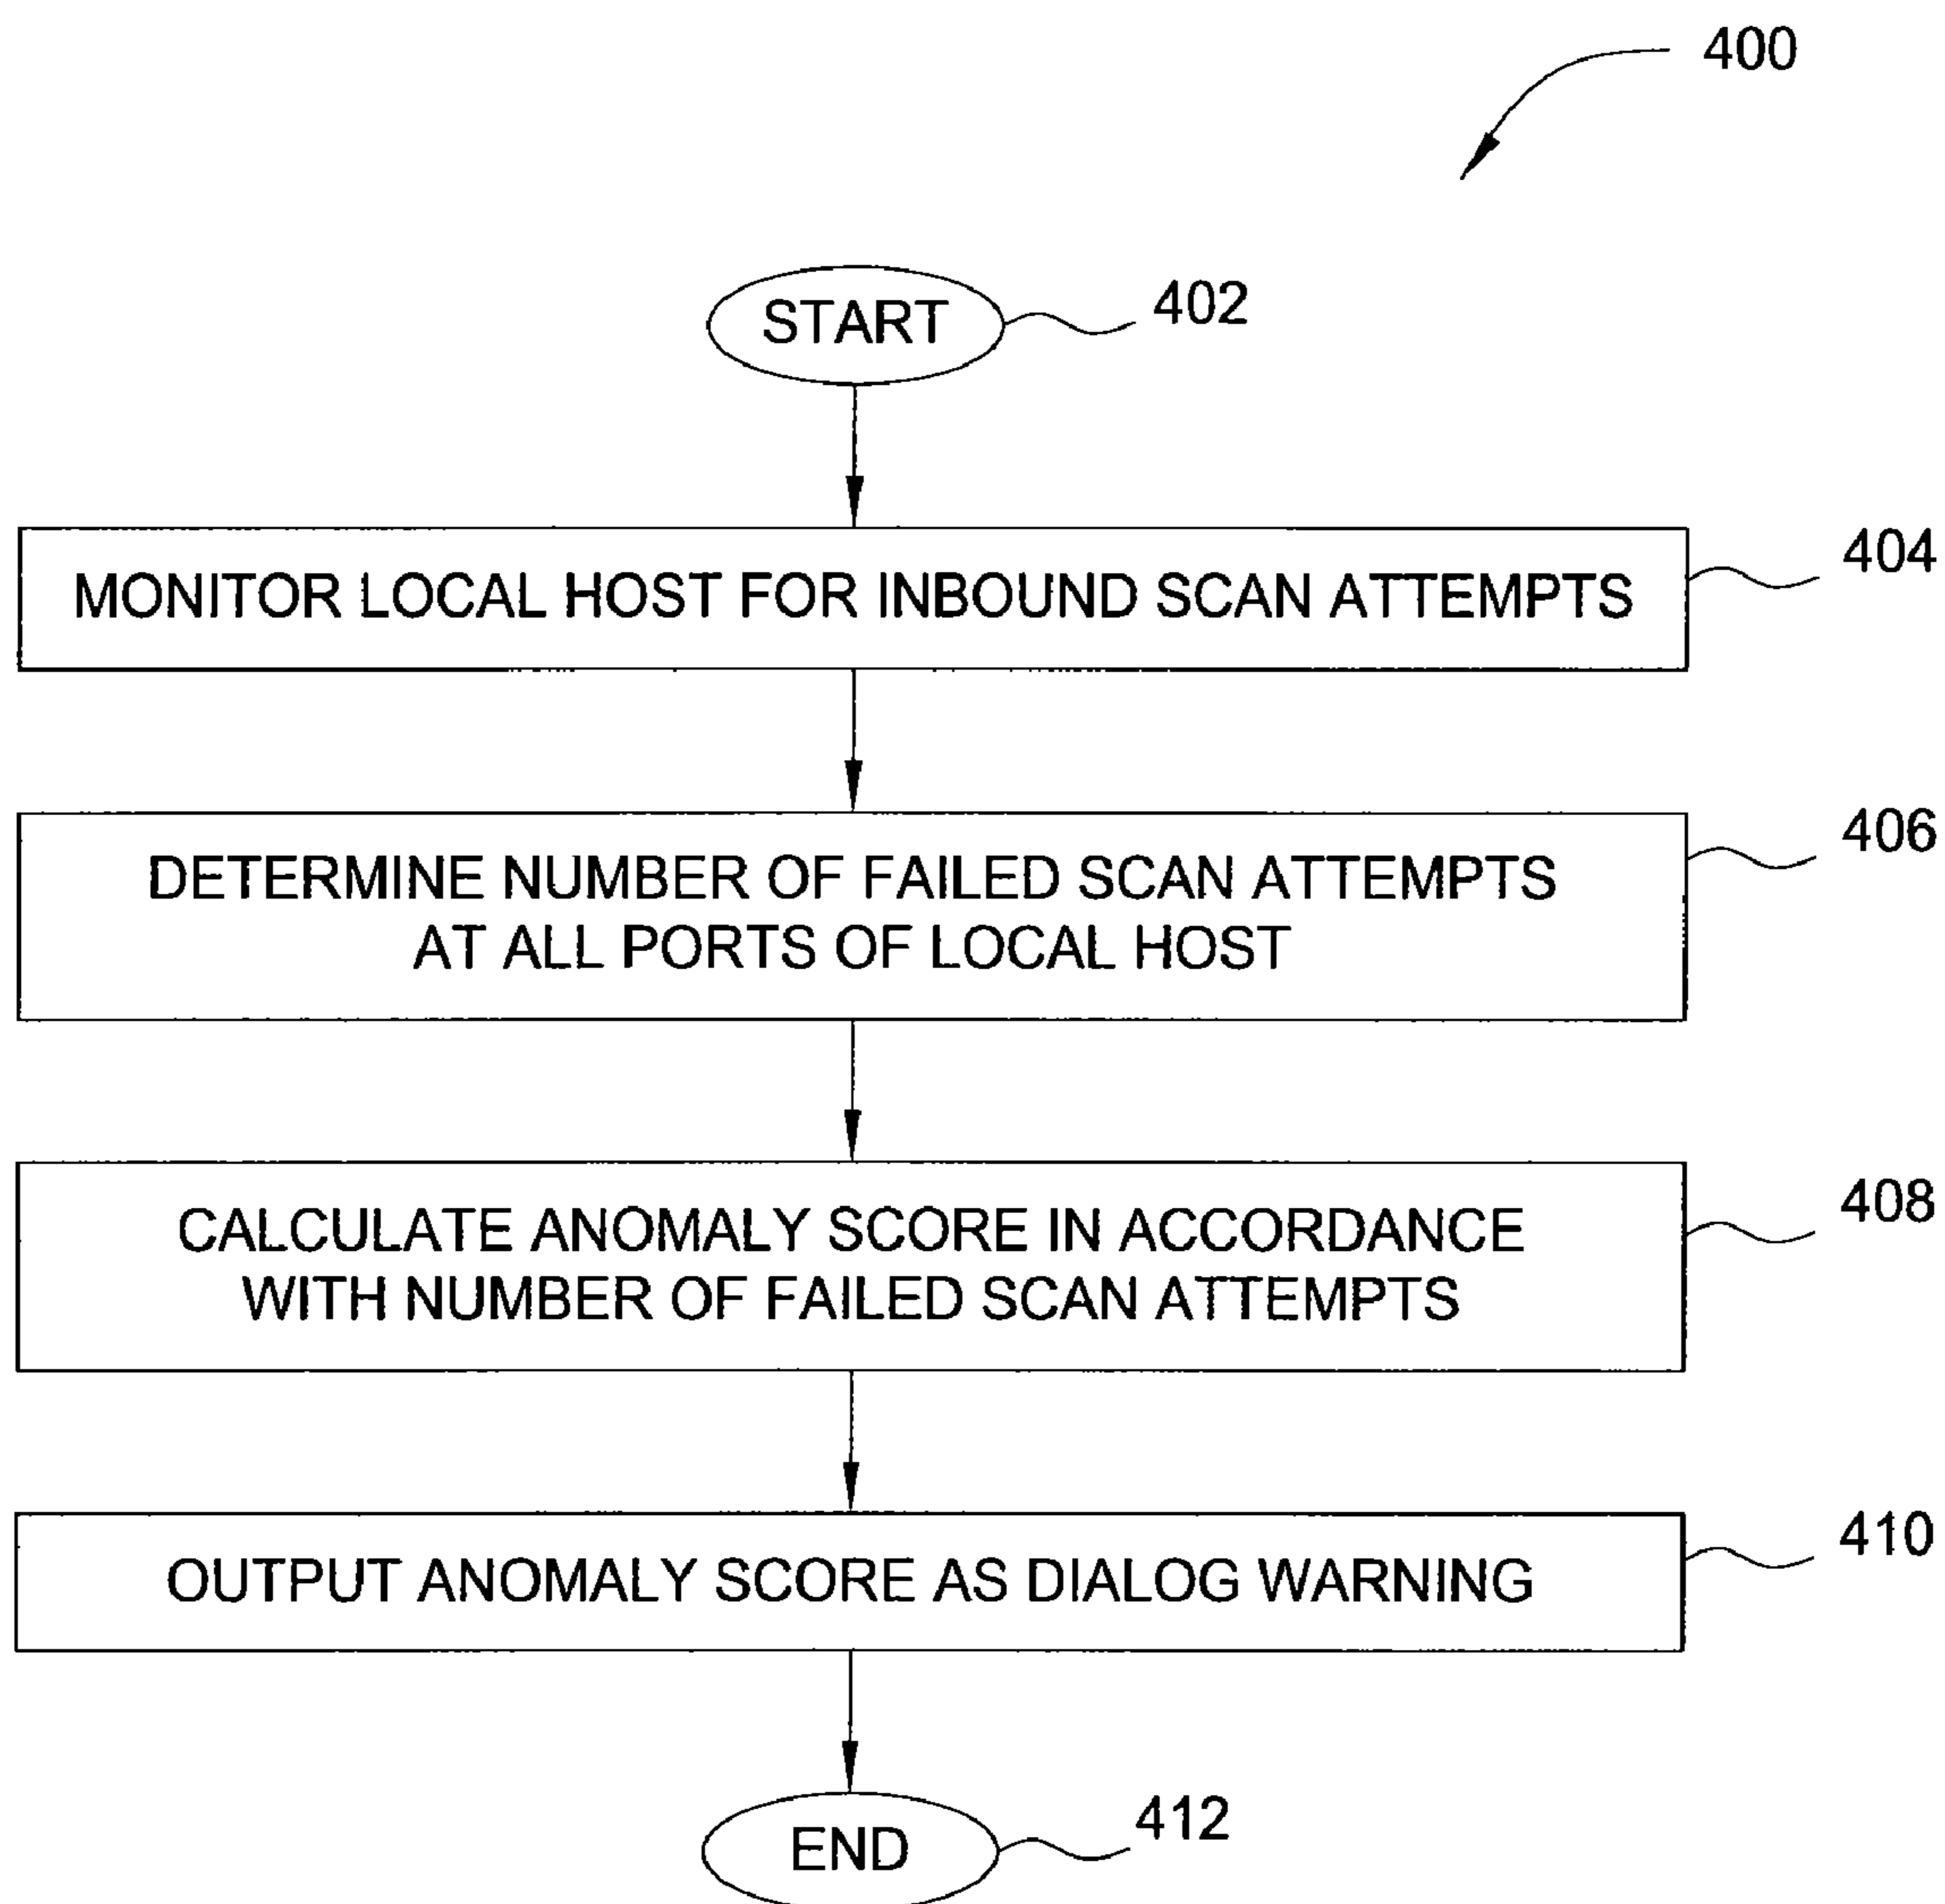 400
START
402
MONITOR LOCAL HOST FOR INBOUND SCAN ATTEMPTS
404
DETERMINE NUMBER OF FAILED SCAN ATTEMPTS
AT ALL PORTS OF LOCAL HOST
406
CALCULATE ANOMALY SCORE IN ACCORDANCE
WITH NUMBER OF FAILED SCAN ATTEMPTS
408
OUTPUT ANOMALY SCORE AS DIALOG WARNING
410
END
412